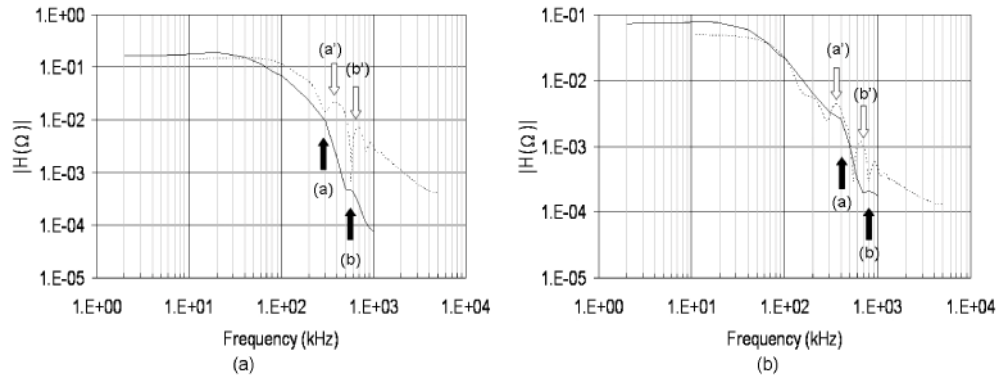 1.E+00
1.E-01
1.E-02
1.E-03
1.E-04
1.E-05
|H(Ω)|
(a')
(b')
(a)
(b)
1.E+00 1.E+01 1.E+02 1.E+03 1.E+04
Frequency (kHz)
(a)
1.E-01
1.E-02
1.E-03
1.E-04
1.E-05
|H(Ω)|
(a')
(b')
(a)
(b)
1.E+00 1.E+01 1.E+02 1.E+03 1.E+04
Frequency (kHz)
(b)